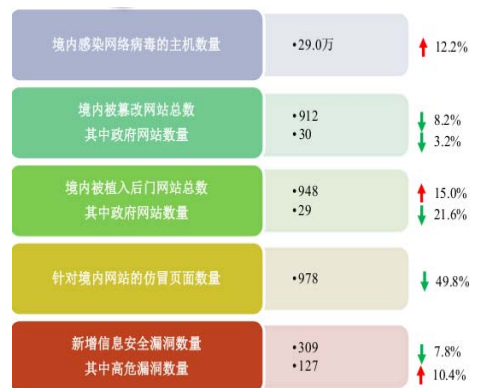 境内感染网络病毒的主机数量 •29.0万 12.2%
境内被篡改网站总数 •912 8.2%
其中政府网站数量 •30 3.2%
境内被植入后门网站总数 •948 15.0%
其中政府网站数量 •29 21.6%
针对境内网站的仿冒页面数量 •978 49.8%
新增信息安全漏洞数量 •309 7.8%
其中高危漏洞数量 •127 10.4%